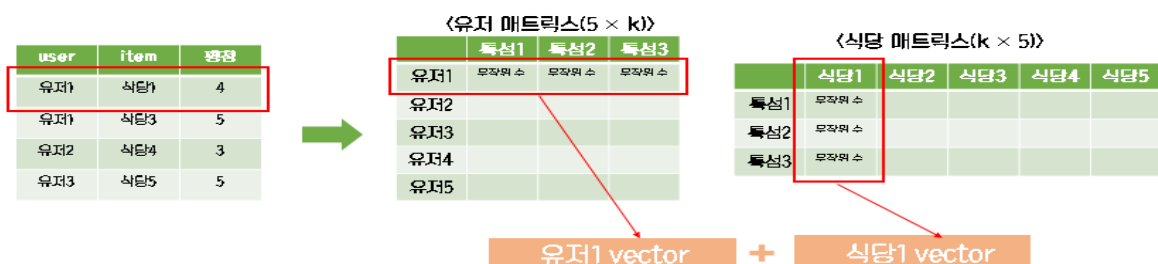 〈유저 매트릭스(5 × k)〉
〈식당 매트릭스(k × 5)〉
user item 평점
유저1 식당1 4
유저1 식당3 5
유저2 식당4 3
유저3 식당5 5
특성1 특성2 특성3
유저1 무작위 수 무작위 수 무작위 수
유저2
유저3
유저4
유저5
식당1 식당2 식당3 식당4 식당5
특성1 무작위 수
특성2 무작위 수
특성3 무작위 수
유저1 vector + 식당1 vector